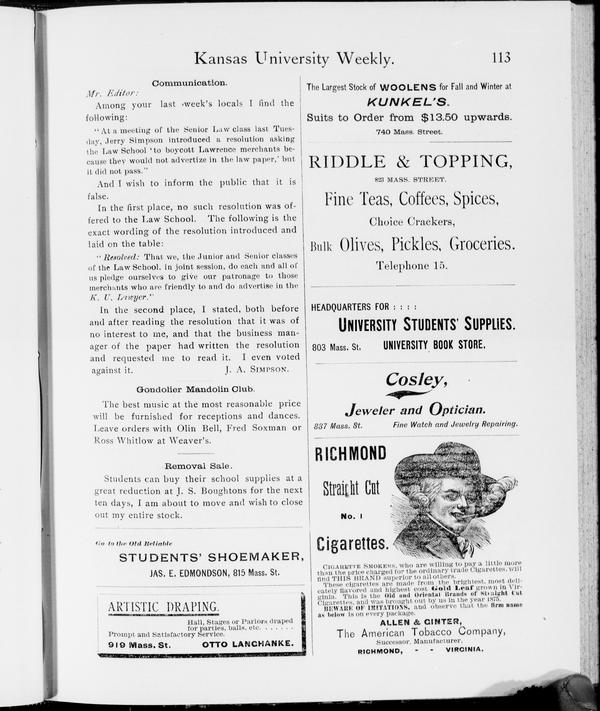 Kansas University Weekly. 113
Communication.
Mr. Editor:
Among your last week's locals I find the
following:
"At a meeting of the Senior Law class last Tues-
day, Jerry Simpson introduced a resolution asking
the Law School 'to boycott Lawrence merchants be-
cause they would not advertize in the law paper,' but
it did not pass."
And I wish to inform the public that it is
false.
In the first place, no such resolution was of-
fered to the Law School. The following is the
exact wording of the resolution introduced and
laid on the table:
"Resolved: That we, the Junior and Senior classes
of the Law School, in joint session, do each and all of
us pledge ourselves to give our patronage to those
merchants who are friendly to and do advertise in the
K. U. Lawyer."
In the second place, I stated, both before
and after reading the resolution that it was of
no interest to me, and that the business man-
ager of the paper had written the resolution
and requested me to read it. I even voted
against it. J. A. SIMPSON.
Gondolier Mandolin Club.
The best music at the most reasonable price
will be furnished for receptions and dances.
Leave orders with Olin Bell, Fred Soxman or
Ross Whitlow at Weaver's.
Removal Sale.
Students can buy their school supplies at a
great reduction at J. S. Boughtons for the next
ten days, I am about to move and wish to close
out my entire stock.
Go to the Old Reliable
STUDENTS' SHOEMAKER,
JAS. E. EDMONDSON, 815 Mass. St.
ARTISTIC DRAPING.
Hall, Stages or Parlors draped
for parties, balls, etc. . . . . . .
Prompt and Satisfactory Service.
919 Mass. St. OTTO LANCHANKE.
The Largest Stock of WOOLENS for Fall and Winter at
KUNKEL'S.
Suits to Order from $13.50 upwards.
740 Mass. Street.
RIDDLE & TOPPING,
823 MASS. STREET.
Fine Teas, Coffees, Spices,
Choice Crackers,
Bulk Olives, Pickles, Groceries.
Telephone 15.
HEADQUARTERS FOR : : : :
UNIVERSITY STUDENTS' SUPPLIES.
803 Mass. St. UNIVERSITY BOOK STORE.
Cosley,
Jeweler and Optician.
837 Mass. St. Fine Watch and Jewelry Repairing.
RICHMOND
Straight Cut
No. 1
Cigarettes.
CIGARETTE SMOKERS, who are willing to pay a little more
than the price charged for the ordinary trade Cigarettes, will
find THIS BRAND superior to all others.
These cigarettes are made from the brightest, most deli-
cately flavored and highest cost Gold Leaf grown in Vir-
ginia. This is the Old and Oriental Brands of Straight Cut
Cigarettes, and was brought out by us in the year 1875.
BEWARE OF IMITATIONS, and observe that the firm name
as below is on every package.
ALLEN & GINTER,
The American Tobacco Company,
Successor, Manufacturer.
RICHMOND, - - VIRGINIA.